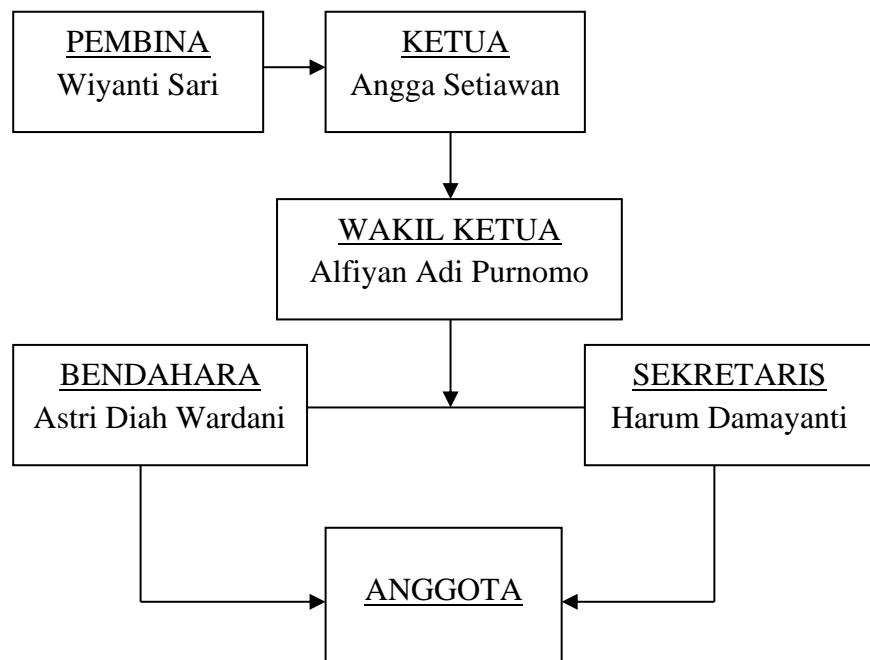 PEMBINA
Wiyanti Sari
KETUA
Angga Setiawan
WAKIL KETUA
Alfiyan Adi Purnomo
BENDAHARA
Astri Diah Wardani
SEKRETARIS
Harum Damayanti
ANGGOTA